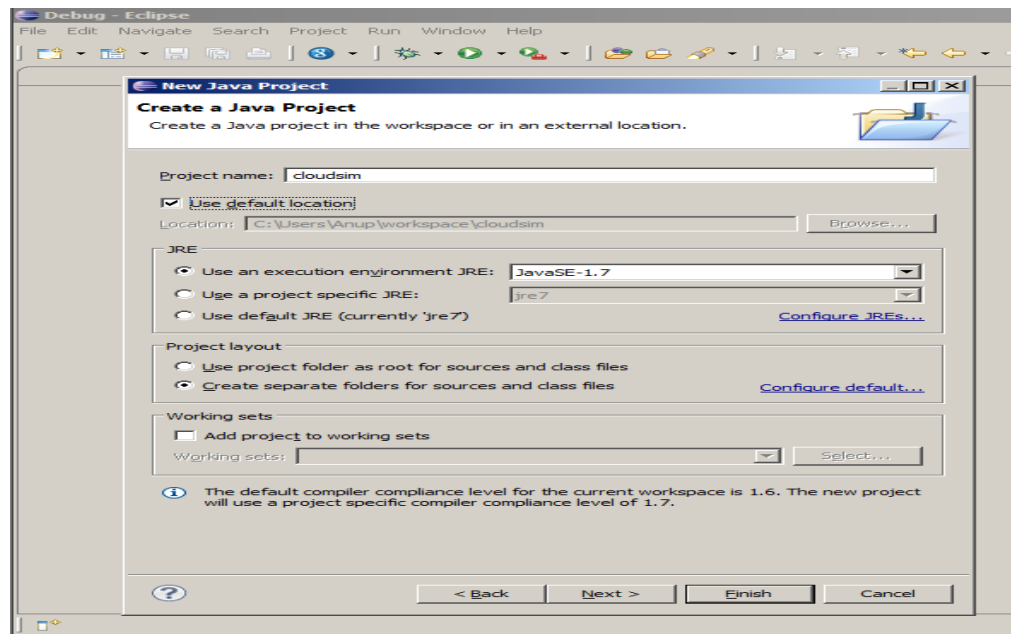 Debug - Eclipse
File Edit Navigate Search Project Run Window Help
New Java Project
Create a Java Project
Create a Java project in the workspace or in an external location.
Project name: cloudsim
Use default location
Location: C:\Users\Anup\workspace\cloudsim Browse...
JRE
Use an execution environment JRE: JavaSE-1.7
Use a project specific JRE: jre7
Use default JRE (currently 'jre7') Configure JREs...
Project layout
Use project folder as root for sources and class files
Create separate folders for sources and class files Configure default...
Working sets
Add project to working sets
Working sets: Select...
The default compiler compliance level for the current workspace is 1.6. The new project
will use a project specific compiler compliance level of 1.7.
? < Back Next > Finish Cancel